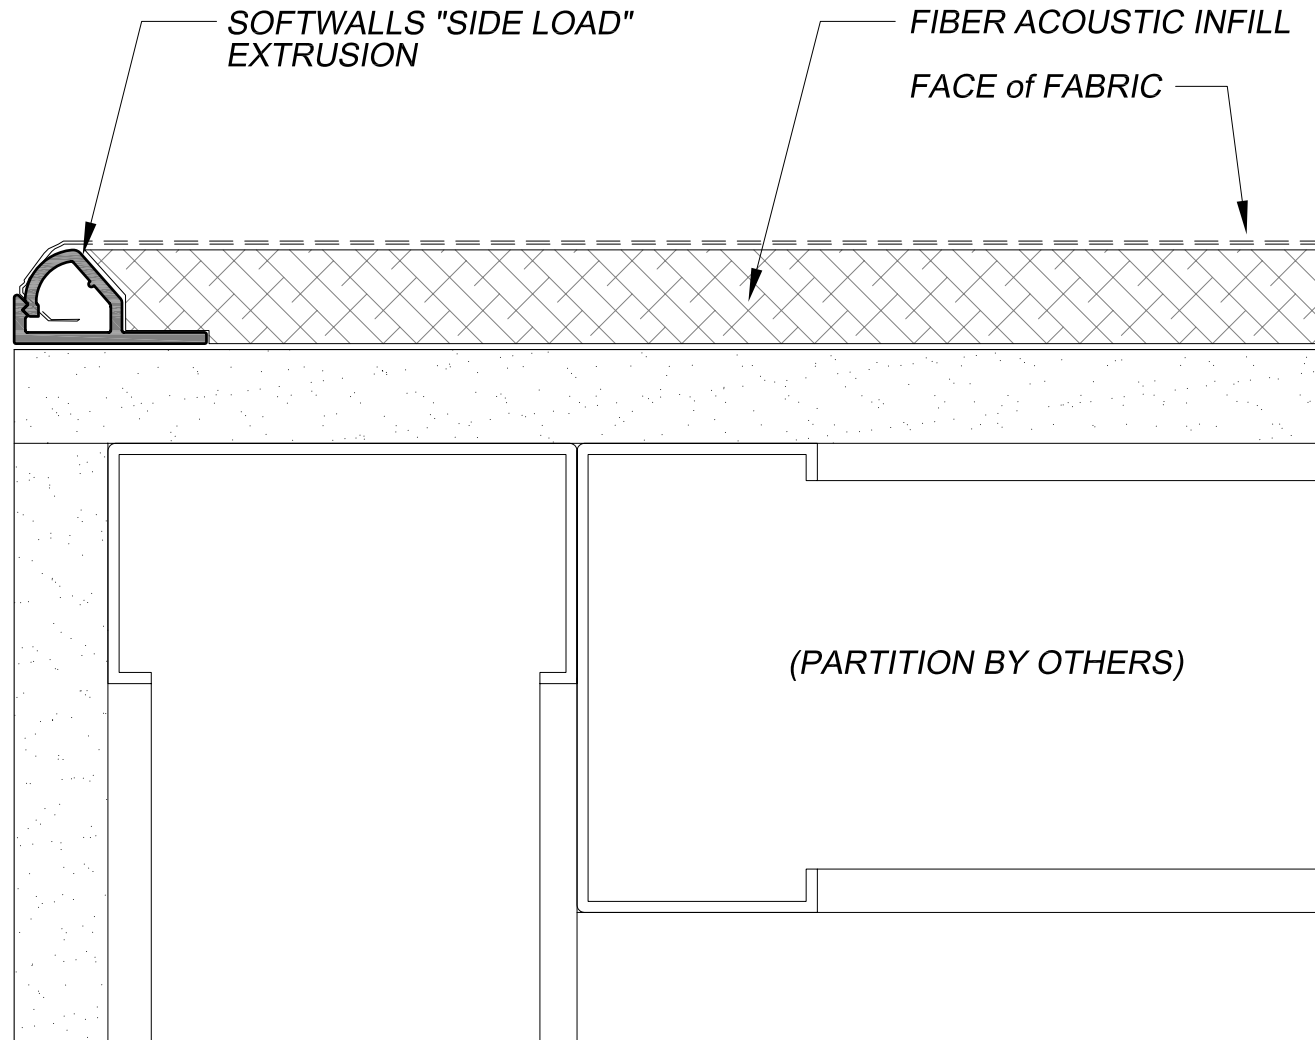 SOFTWALLS "SIDE LOAD"
EXTRUSION
FIBER ACOUSTIC INFILL
FACE of FABRIC
(PARTITION BY OTHERS)